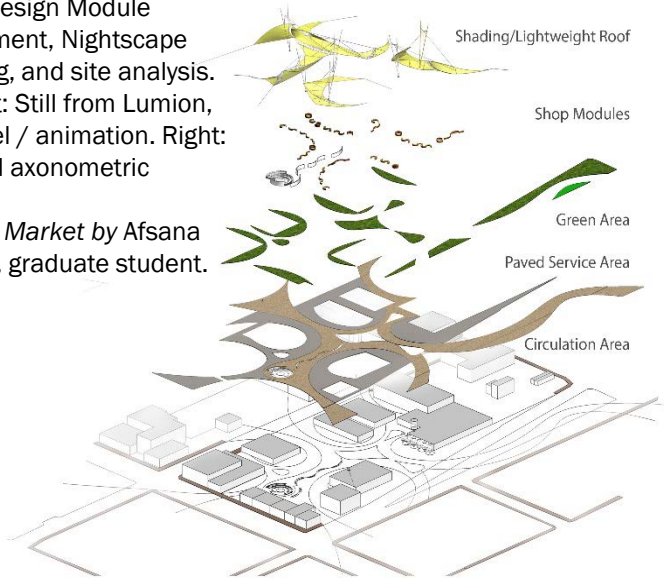 esign Module
ment, Nightscape
g, and site analysis.
t: Still from Lumion,
el / animation. Right:
d axonometric
Market by Afsana
, graduate student.
Shading/Lightweight Roof
Shop Modules
Green Area
Paved Service Area
Circulation Area